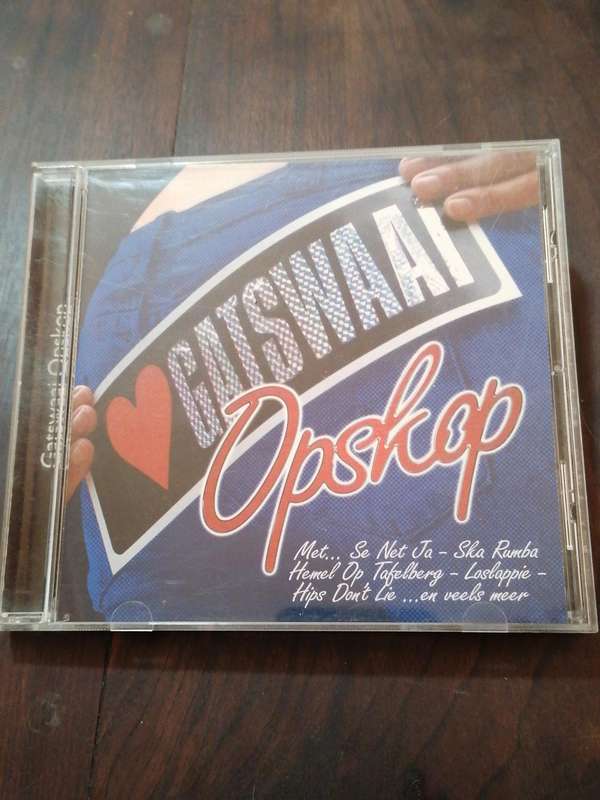 GATSWAAI
Opskop
Met... Se Net Ja - Ska Rumba
Hemel Op Tafelberg - Loslappie -
Hips Don't Lie ...en veels meer
Gatswaai Opskop